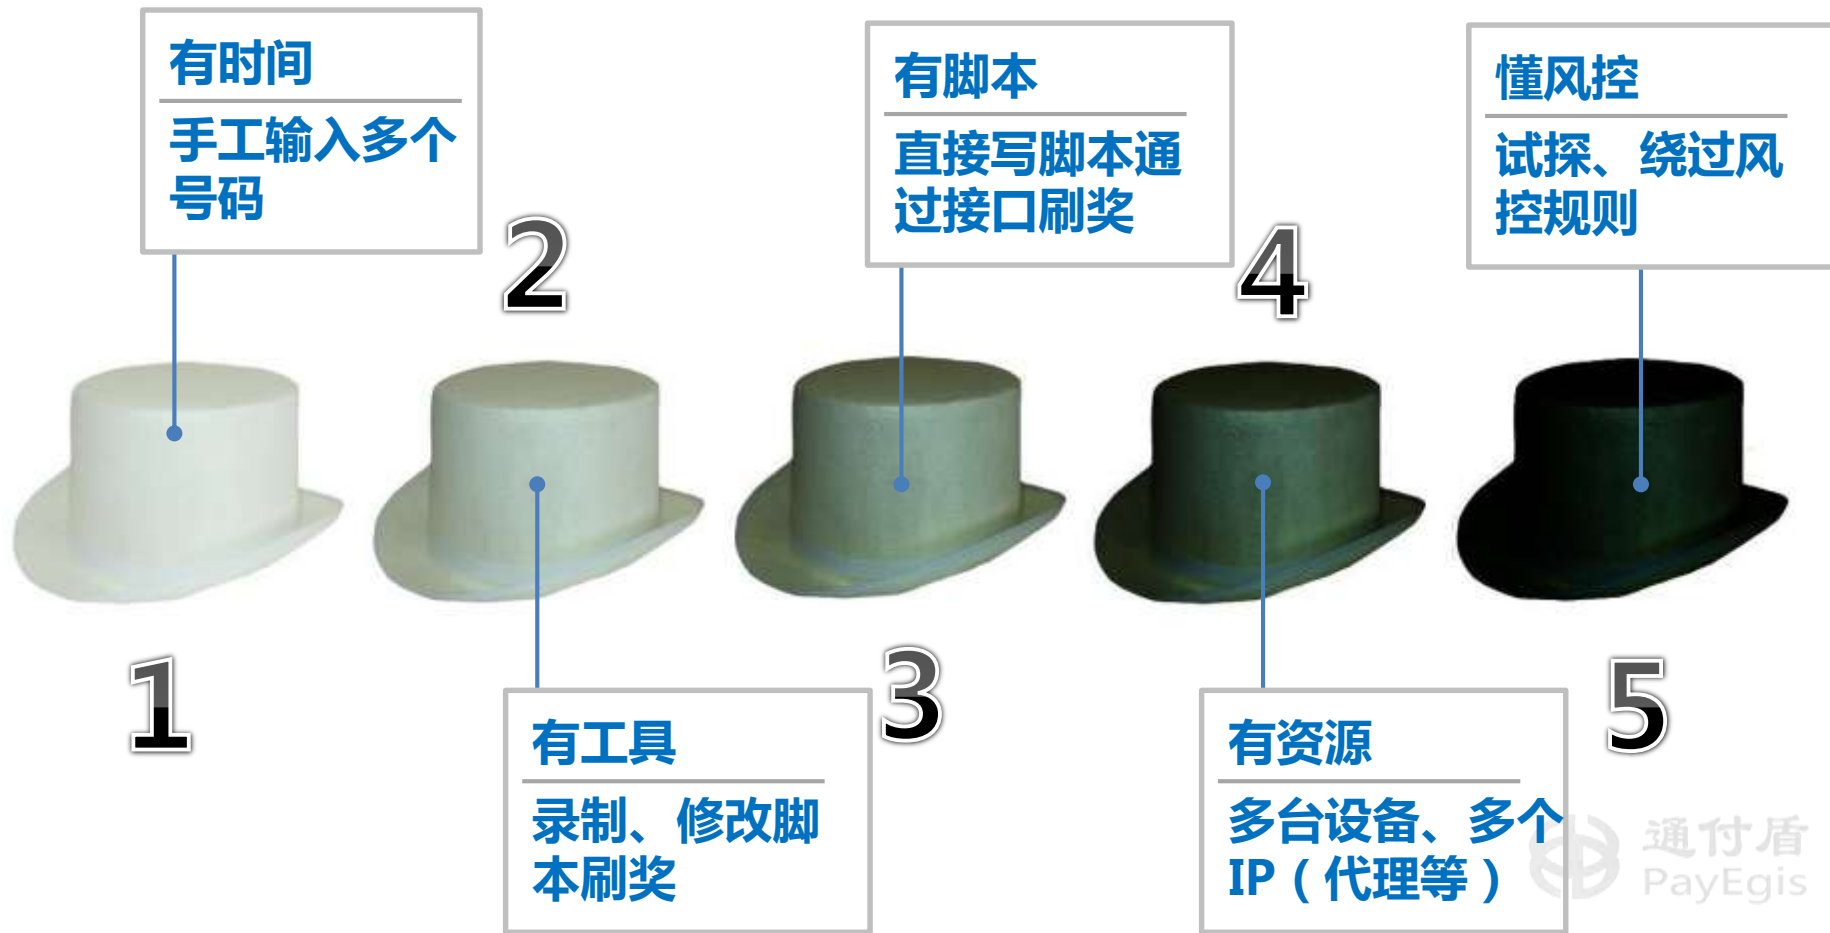 有时间
手工输入多个
号码
1
2
有工具
录制、修改脚
本刷奖
有脚本
直接写脚本通
过接口刷奖
3
4
有资源
多台设备、多个
IP（代理等）
懂风控
试探、绕过风
控规则
5
通付盾
PayEgis